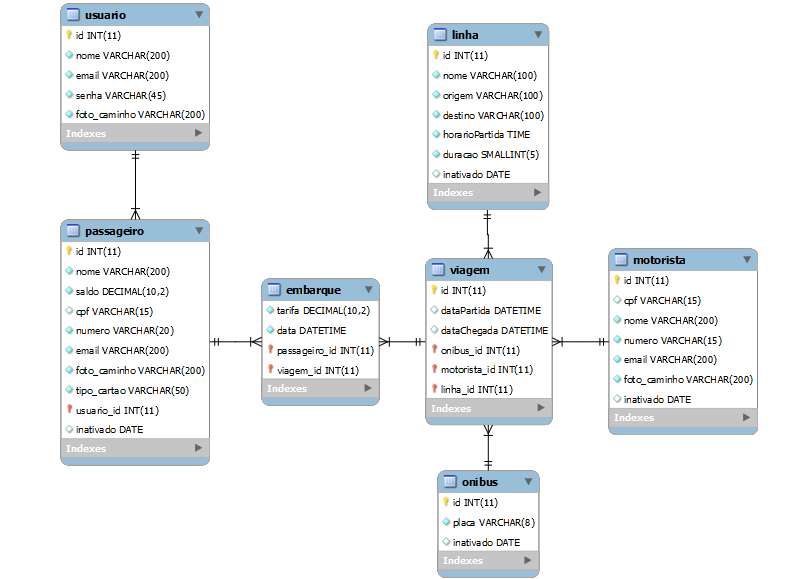 usuario
id INT(11)
nome VARCHAR(200)
email VARCHAR(200)
senha VARCHAR(45)
foto_caminho VARCHAR(200)
Indexes
linha
id INT(11)
nome VARCHAR(100)
origem VARCHAR(100)
destino VARCHAR(100)
horarioPartida TIME
duracao SMALLINT(5)
inativado DATE
Indexes
passageiro
id INT(11)
nome VARCHAR(200)
saldo DECIMAL(10,2)
cpf VARCHAR(15)
numero VARCHAR(20)
email VARCHAR(200)
foto_caminho VARCHAR(200)
tipo_cartao VARCHAR(50)
usuario_id INT(11)
inativado DATE
Indexes
embarque
tarifa DECIMAL(10,2)
data DATETIME
passageiro_id INT(11)
viagem_id INT(11)
Indexes
viagem
id INT(11)
dataPartida DATETIME
dataChegada DATETIME
onibus_id INT(11)
motorista_id INT(11)
linha_id INT(11)
Indexes
motorista
id INT(11)
cpf VARCHAR(15)
nome VARCHAR(200)
numero VARCHAR(15)
email VARCHAR(200)
foto_caminho VARCHAR(200)
inativado DATE
Indexes
onibus
id INT(11)
placa VARCHAR(8)
inativado DATE
Indexes